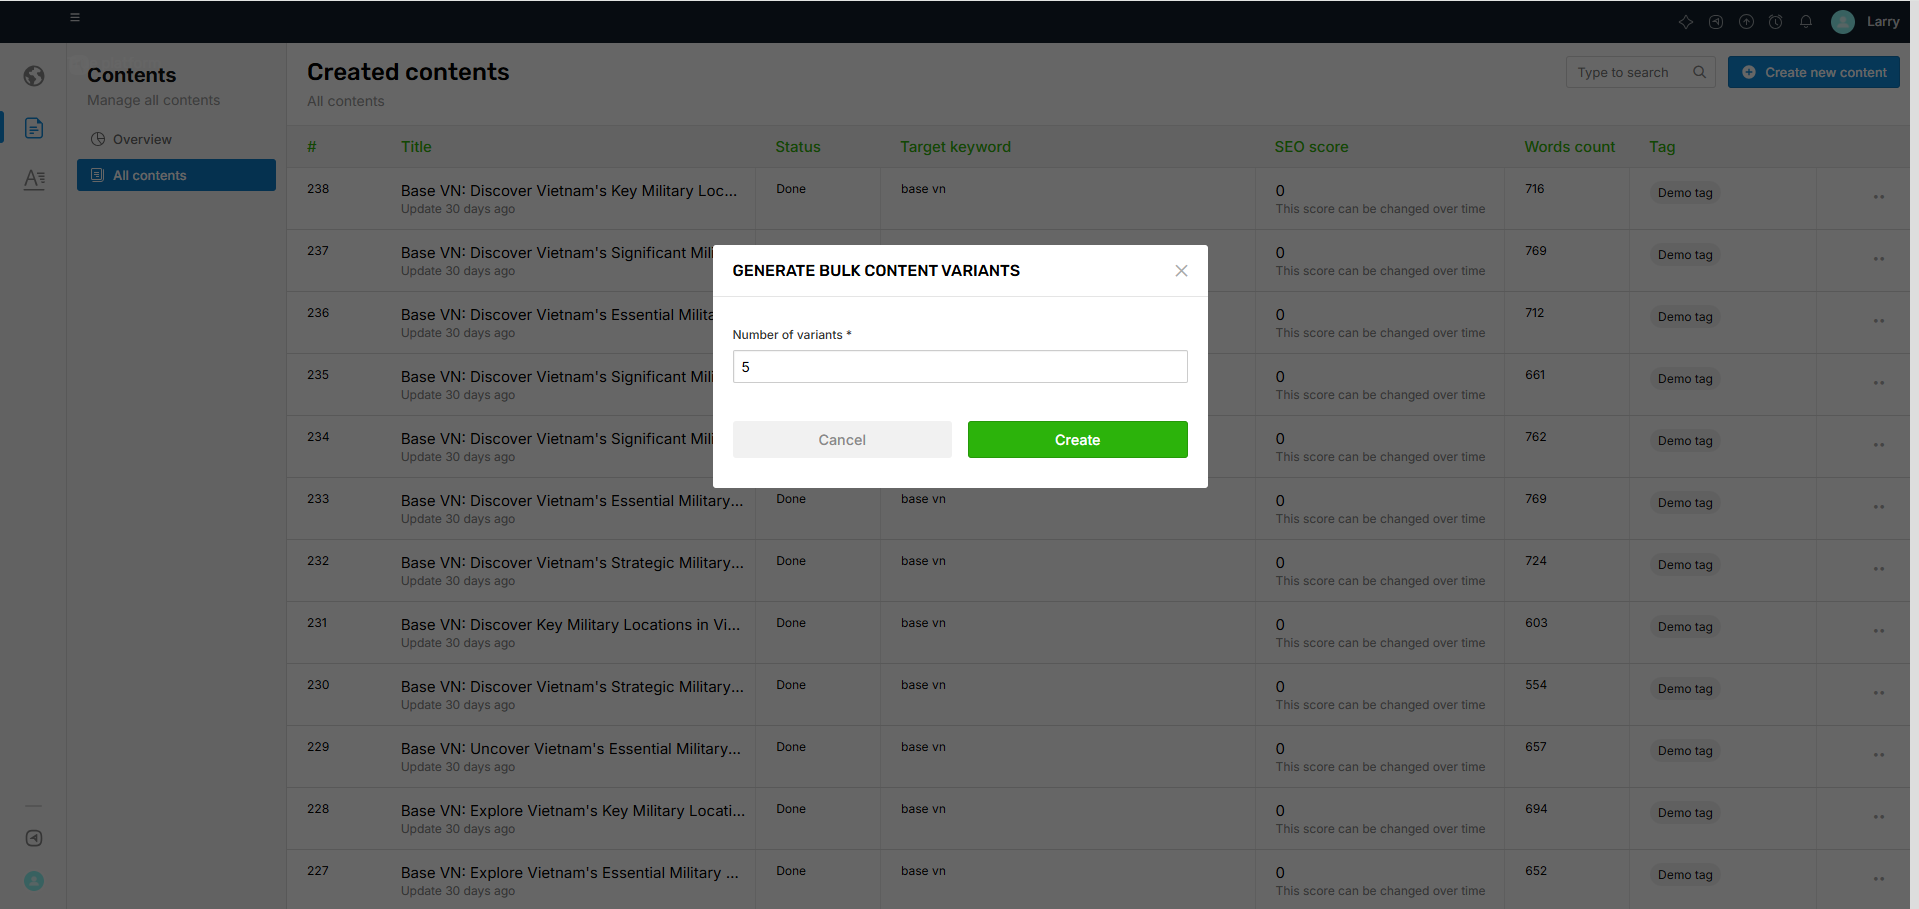 Larry
Contents
Manage all contents
Overview
All contents
Created contents
All contents
Type to search
Create new content
# Title Status Target keyword SEO score Words count Tag
238 Base VN: Discover Vietnam's Key Military Loc... Done base vn 0 716 Demo tag
Update 30 days ago This score can be changed over time
237 Base VN: Discover Vietnam's Significant Mili 0 769 Demo tag
Update 30 days ago This score can be changed over time
236 Base VN: Discover Vietnam's Essential Milita 0 712 Demo tag
Update 30 days ago This score can be changed over time
235 Base VN: Discover Vietnam's Significant Mili 0 661 Demo tag
Update 30 days ago This score can be changed over time
234 Base VN: Discover Vietnam's Significant Mili 0 762 Demo tag
Update 30 days ago This score can be changed over time
233 Base VN: Discover Vietnam's Essential Military... Done base vn 0 769 Demo tag
Update 30 days ago This score can be changed over time
232 Base VN: Discover Vietnam's Strategic Military... Done base vn 0 724 Demo tag
Update 30 days ago This score can be changed over time
231 Base VN: Discover Key Military Locations in Vi... Done base vn 0 603 Demo tag
Update 30 days ago This score can be changed over time
230 Base VN: Discover Vietnam's Strategic Military... Done base vn 0 554 Demo tag
Update 30 days ago This score can be changed over time
229 Base VN: Uncover Vietnam's Essential Military... Done base vn 0 657 Demo tag
Update 30 days ago This score can be changed over time
228 Base VN: Explore Vietnam's Key Military Locati... Done base vn 0 694 Demo tag
Update 30 days ago This score can be changed over time
227 Base VN: Explore Vietnam's Essential Military ... Done base vn 0 652 Demo tag
Update 30 days ago This score can be changed over time
GENERATE BULK CONTENT VARIANTS
Number of variants *
5
Cancel Create